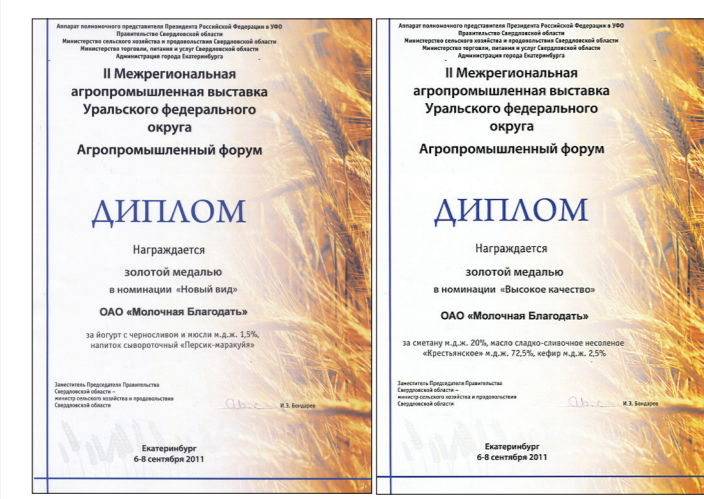 Аппарат полномочного представителя Президента Российской Федерации в УФО
Правительство Свердловской области
Министерство сельского хозяйства и продовольствия Свердловской области
Министерство торговли, питания и услуг Свердловской области
Администрация города Екатеринбурга
II Межрегиональная
агропромышленная выставка
Уральского федерального
округа
Агропромышленный форум
ДИПЛОМ
Награждается
золотой медалью
в номинации «Новый вид»
ОАО «Молочная Благодать»
за йогурт с черносливом и мюсли м.д.ж. 1,5%,
напиток сывороточный «Персик-маракуйя»
Заместитель Председателя Правительства
Свердловской области –
министр сельского хозяйства и продовольствия
Свердловской области
И.Э. Бондарев
Екатеринбург
6-8 сентября 2011
Аппарат полномочного представителя Президента Российской Федерации в УФО
Правительство Свердловской области
Министерство сельского хозяйства и продовольствия Свердловской области
Министерство торговли, питания и услуг Свердловской области
Администрация города Екатеринбурга
II Межрегиональная
агропромышленная выставка
Уральского федерального
округа
Агропромышленный форум
ДИПЛОМ
Награждается
золотой медалью
в номинации «Высокое качество»
ОАО «Молочная Благодать»
за сметану м.д.ж. 20%, масло сладко-сливочное несоленое
«Крестьянское» м.д.ж. 72,5%, кефир м.д.ж. 2,5%
Заместитель Председателя Правительства
Свердловской области –
министр сельского хозяйства и продовольствия
Свердловской области
И.Э. Бондарев
Екатеринбург
6-8 сентября 2011